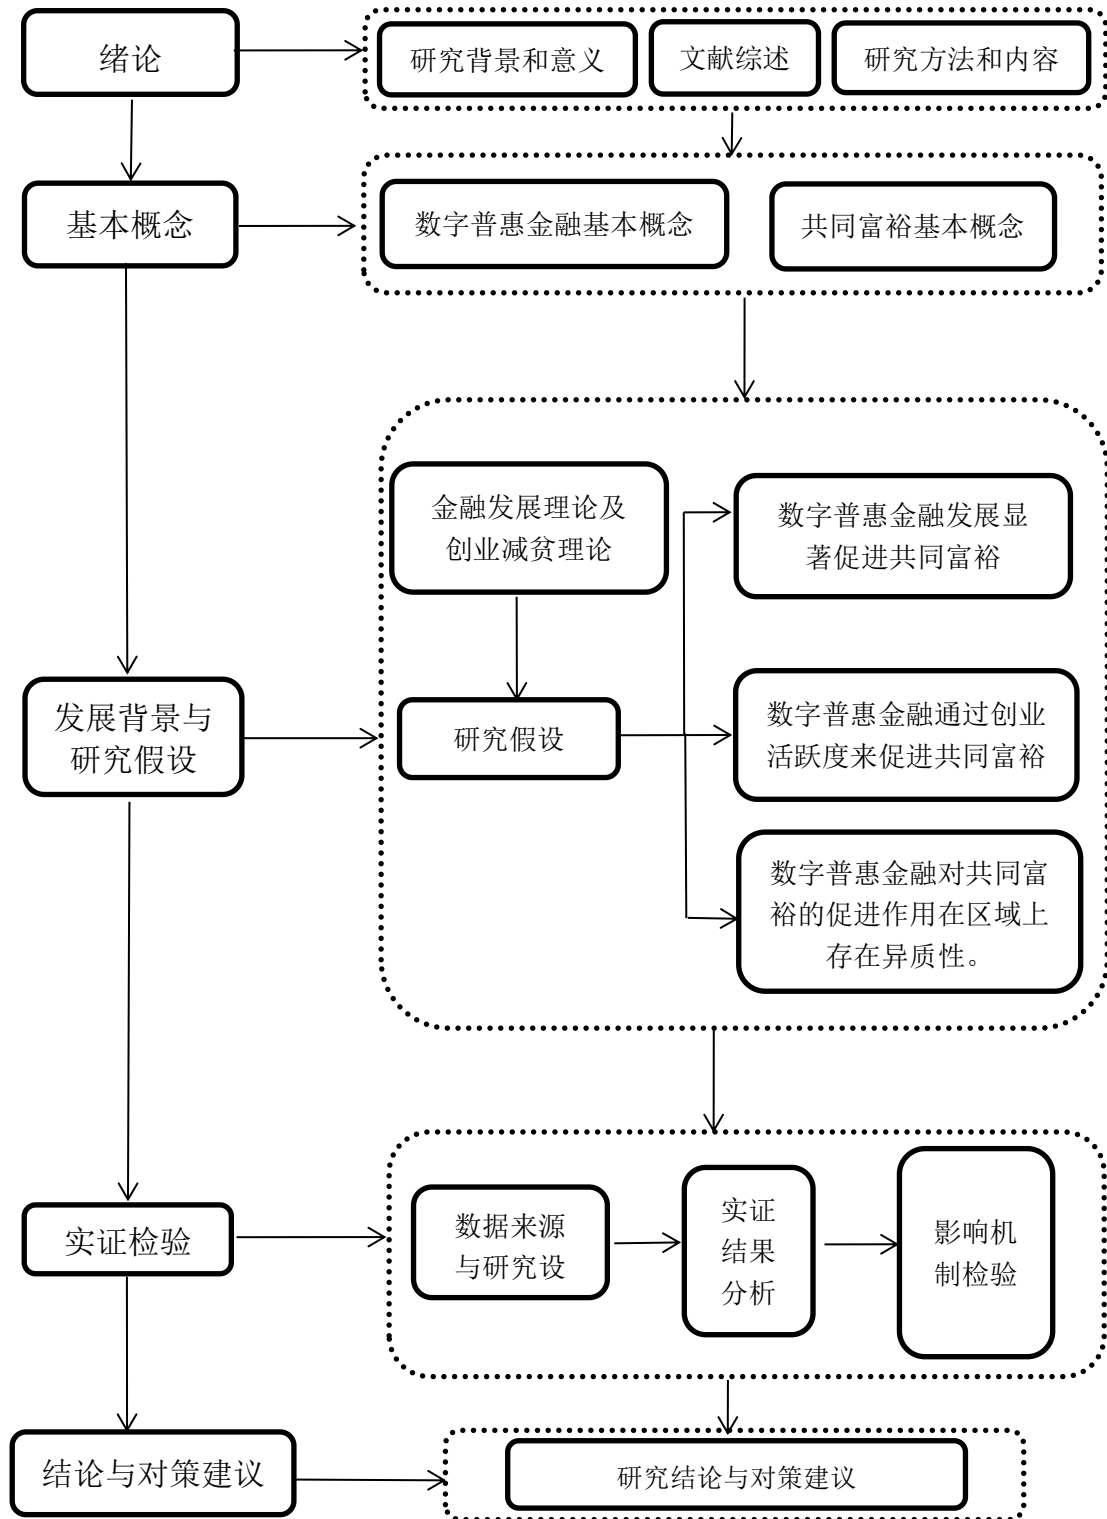 绪论
研究背景和意义
文献综述
研究方法和内容
基本概念
数字普惠金融基本概念
共同富裕基本概念
发展背景与
研究假设
金融发展理论及
创业减贫理论
研究假设
数字普惠金融发展显
著促进共同富裕
数字普惠金融通过创业
活跃度来促进共同富裕
数字普惠金融对共同富
裕的促进作用在区域上
存在异质性。
实证检验
数据来源
与研究设
实证
结果
分析
影响机
制检验
结论与对策建议
研究结论与对策建议